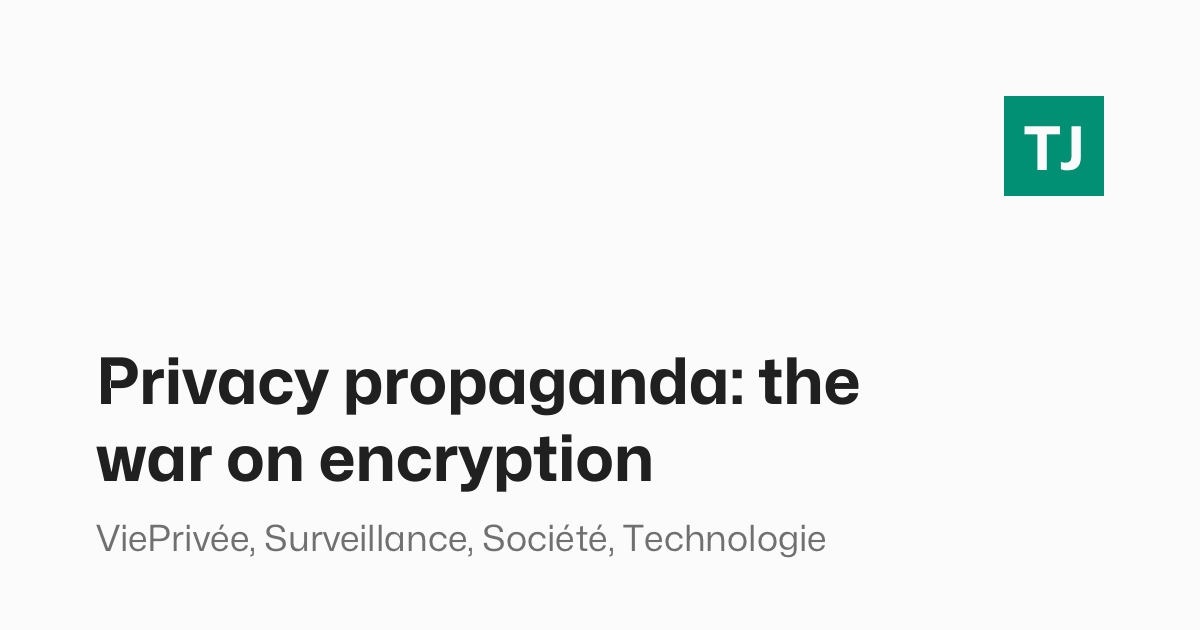 TJ
Privacy propaganda: the
war on encryption
ViePrivée, Surveillance, Société, Technologie